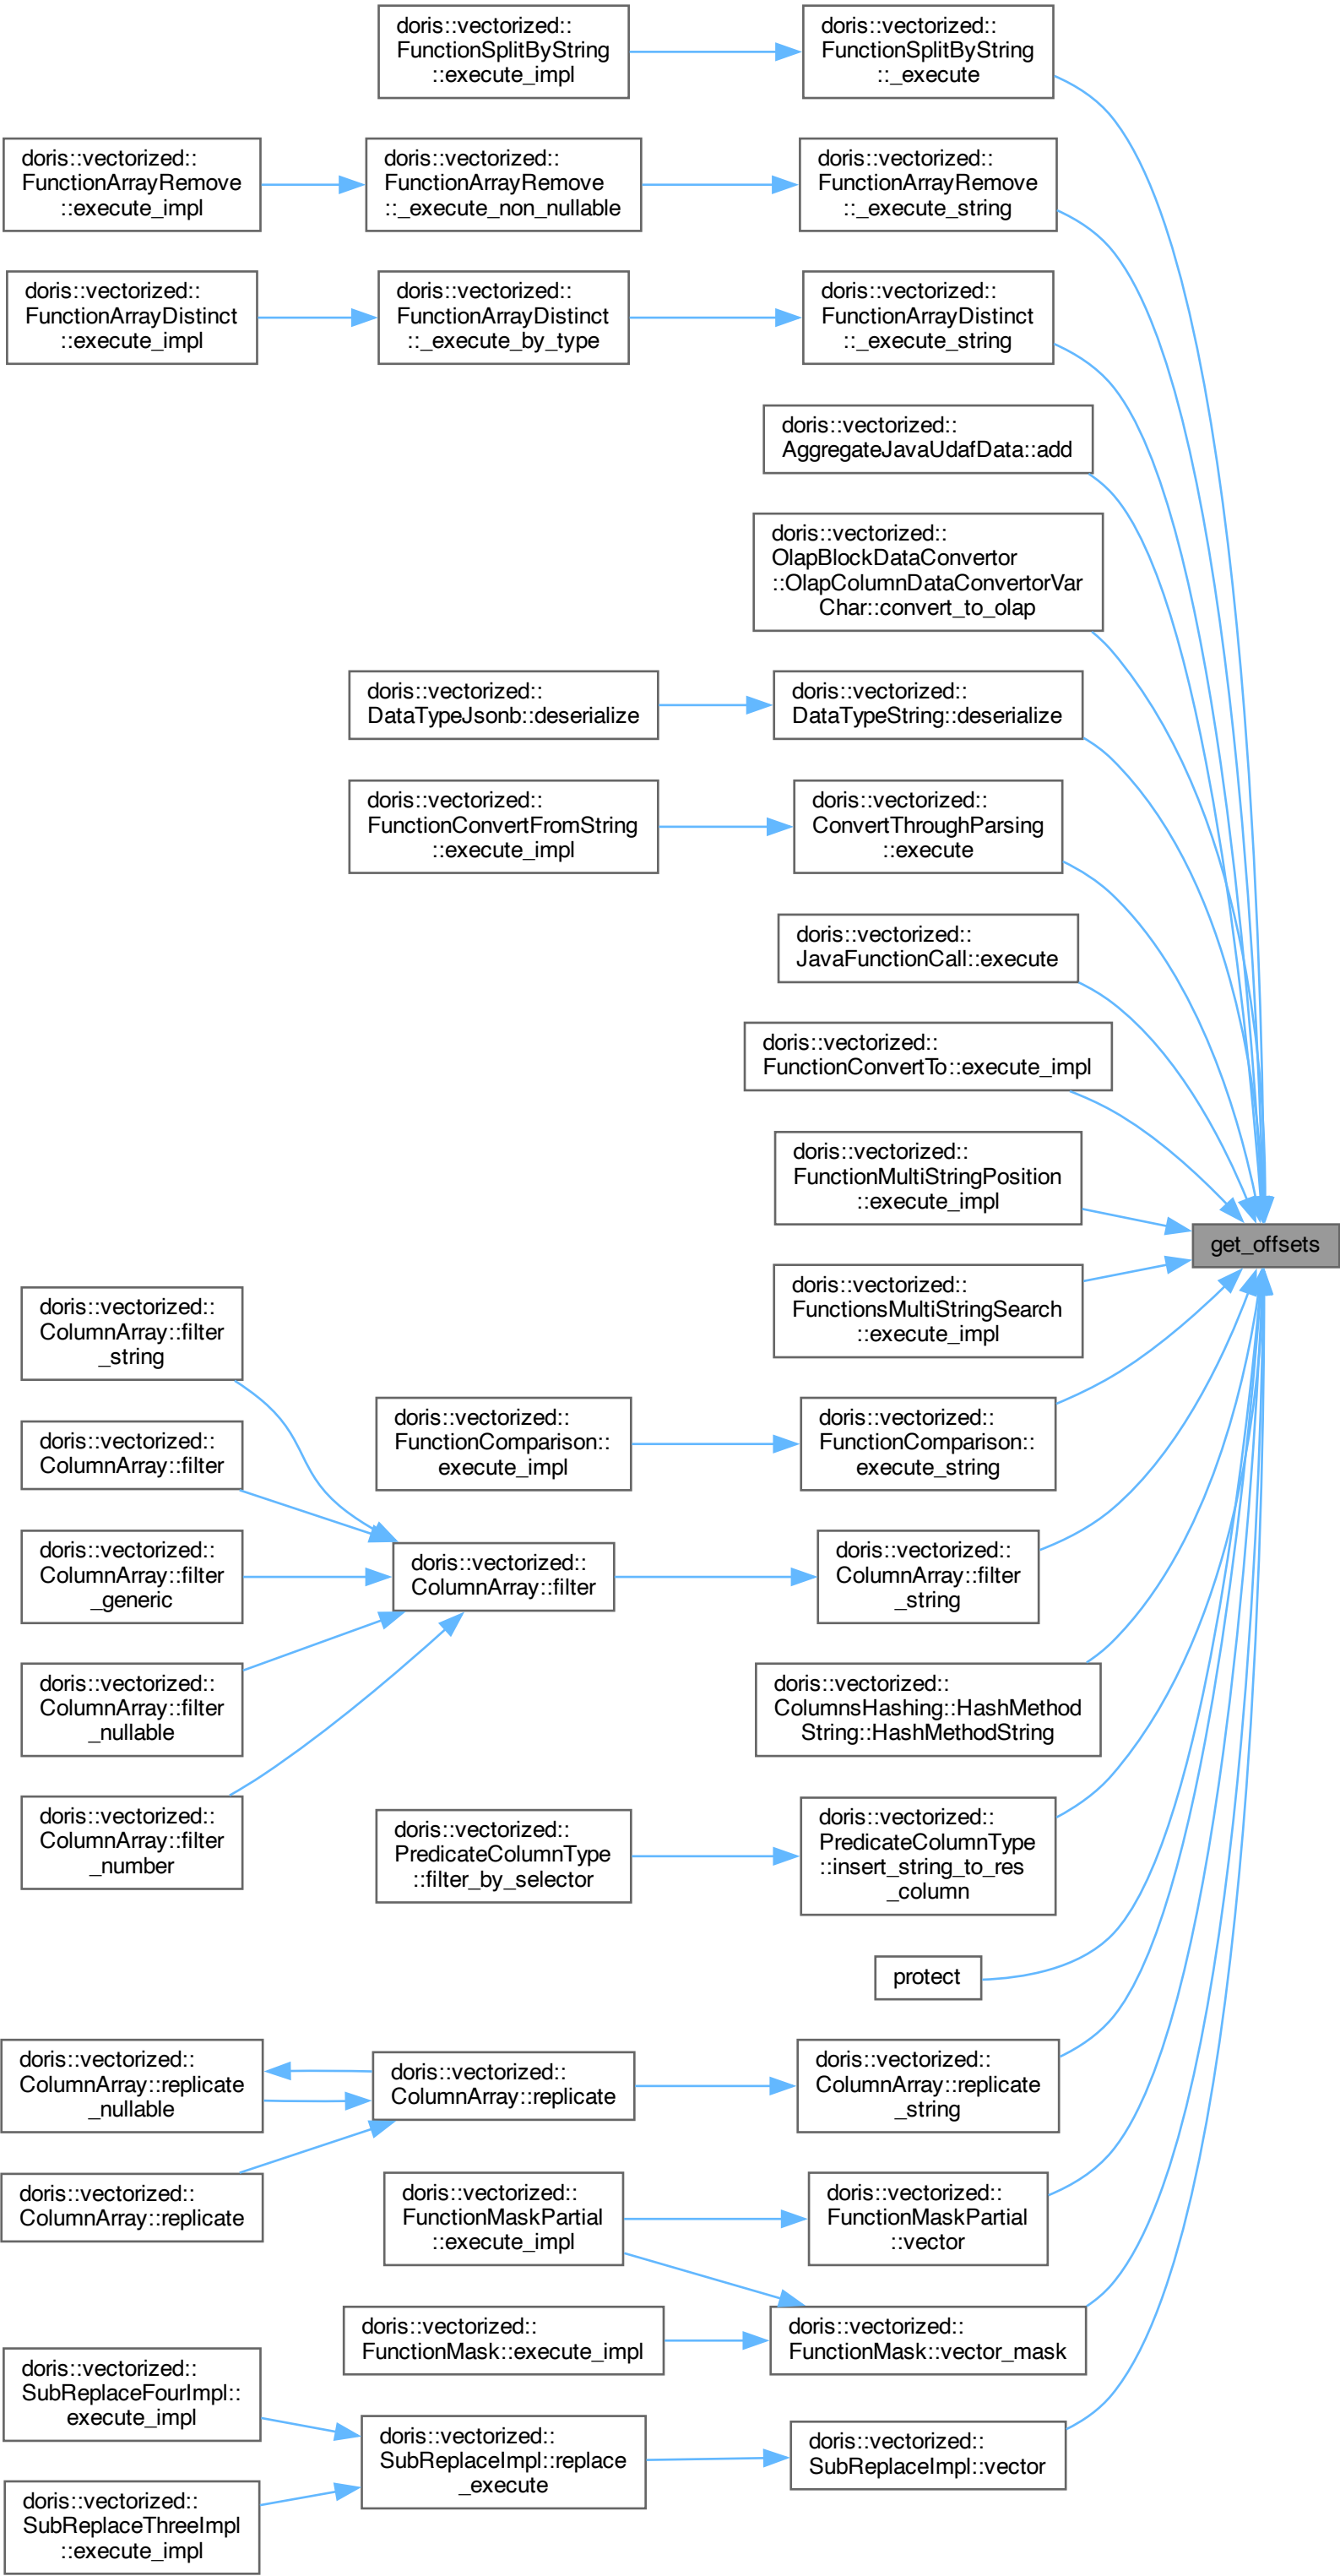 doris::vectorized::
FunctionSplitByString
::execute_impl
doris::vectorized::
FunctionSplitByString
::_execute
doris::vectorized::
FunctionArrayRemove
::execute_impl
doris::vectorized::
FunctionArrayRemove
::_execute_non_nullable
doris::vectorized::
FunctionArrayRemove
::_execute_string
doris::vectorized::
FunctionArrayDistinct
::execute_impl
doris::vectorized::
FunctionArrayDistinct
::_execute_by_type
doris::vectorized::
FunctionArrayDistinct
::_execute_string
doris::vectorized::
AggregateJavaUdafData::add
doris::vectorized::
OlapBlockDataConvertor
::OlapColumnDataConvertorVar
Char::convert_to_olap
doris::vectorized::
DataTypeJsonb::deserialize
doris::vectorized::
DataTypeString::deserialize
doris::vectorized::
FunctionConvertFromString
::execute_impl
doris::vectorized::
ConvertThroughParsing
::execute
doris::vectorized::
JavaFunctionCall::execute
doris::vectorized::
FunctionConvertTo::execute_impl
doris::vectorized::
FunctionMultiStringPosition
::execute_impl
get_offsets
doris::vectorized::
FunctionsMultiStringSearch
::execute_impl
doris::vectorized::
ColumnArray::filter
_string
doris::vectorized::
FunctionComparison::
execute_impl
doris::vectorized::
FunctionComparison::
execute_string
doris::vectorized::
ColumnArray::filter
doris::vectorized::
ColumnArray::filter
_generic
doris::vectorized::
ColumnArray::filter
doris::vectorized::
ColumnArray::filter
_string
doris::vectorized::
ColumnArray::filter
_nullable
doris::vectorized::
ColumnsHashing::HashMethod
String::HashMethodString
doris::vectorized::
ColumnArray::filter
_number
doris::vectorized::
PredicateColumnType
::filter_by_selector
doris::vectorized::
PredicateColumnType
::insert_string_to_res
_column
protect
doris::vectorized::
ColumnArray::replicate
_nullable
doris::vectorized::
ColumnArray::replicate
doris::vectorized::
ColumnArray::replicate
_string
doris::vectorized::
ColumnArray::replicate
doris::vectorized::
FunctionMaskPartial
::execute_impl
doris::vectorized::
FunctionMaskPartial
::vector
doris::vectorized::
FunctionMask::execute_impl
doris::vectorized::
FunctionMask::vector_mask
doris::vectorized::
SubReplaceFourImpl::
execute_impl
doris::vectorized::
SubReplaceImpl::replace
_execute
doris::vectorized::
SubReplaceImpl::vector
doris::vectorized::
SubReplaceThreeImpl
::execute_impl